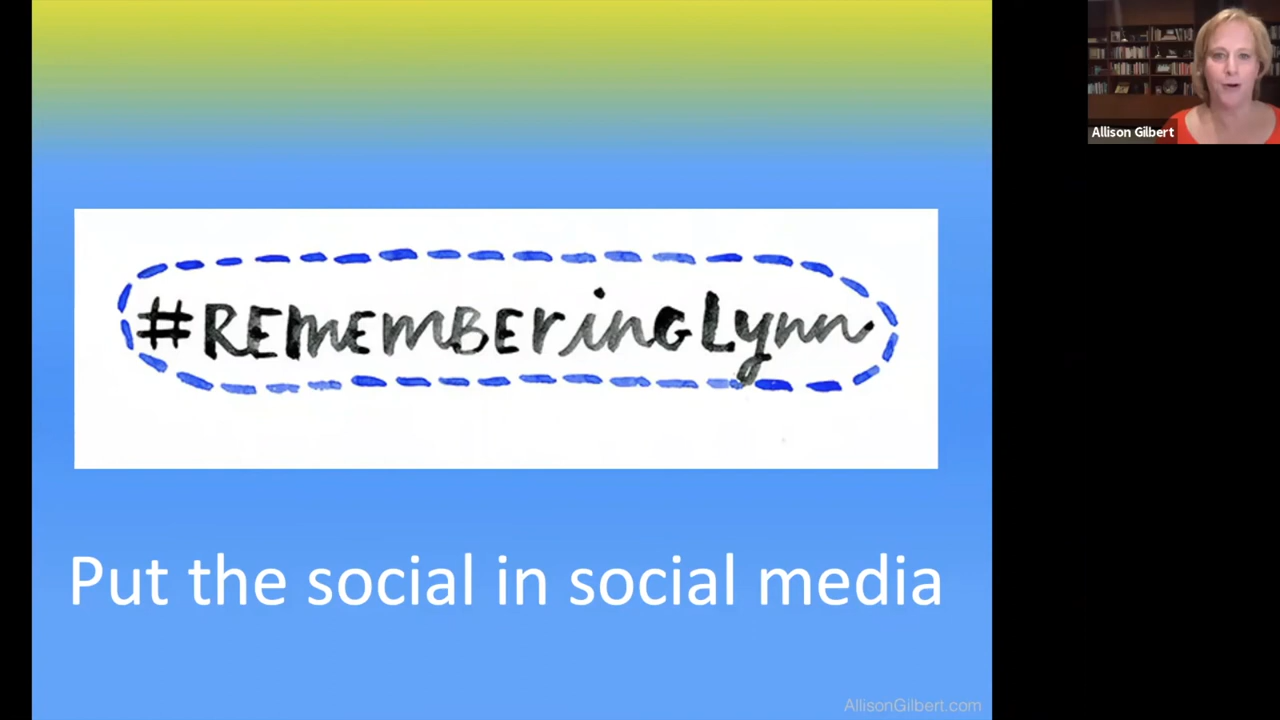 #REmEmBEringLynn
Put the social in social media
AllisonGilbert.com
Allison Gilbert